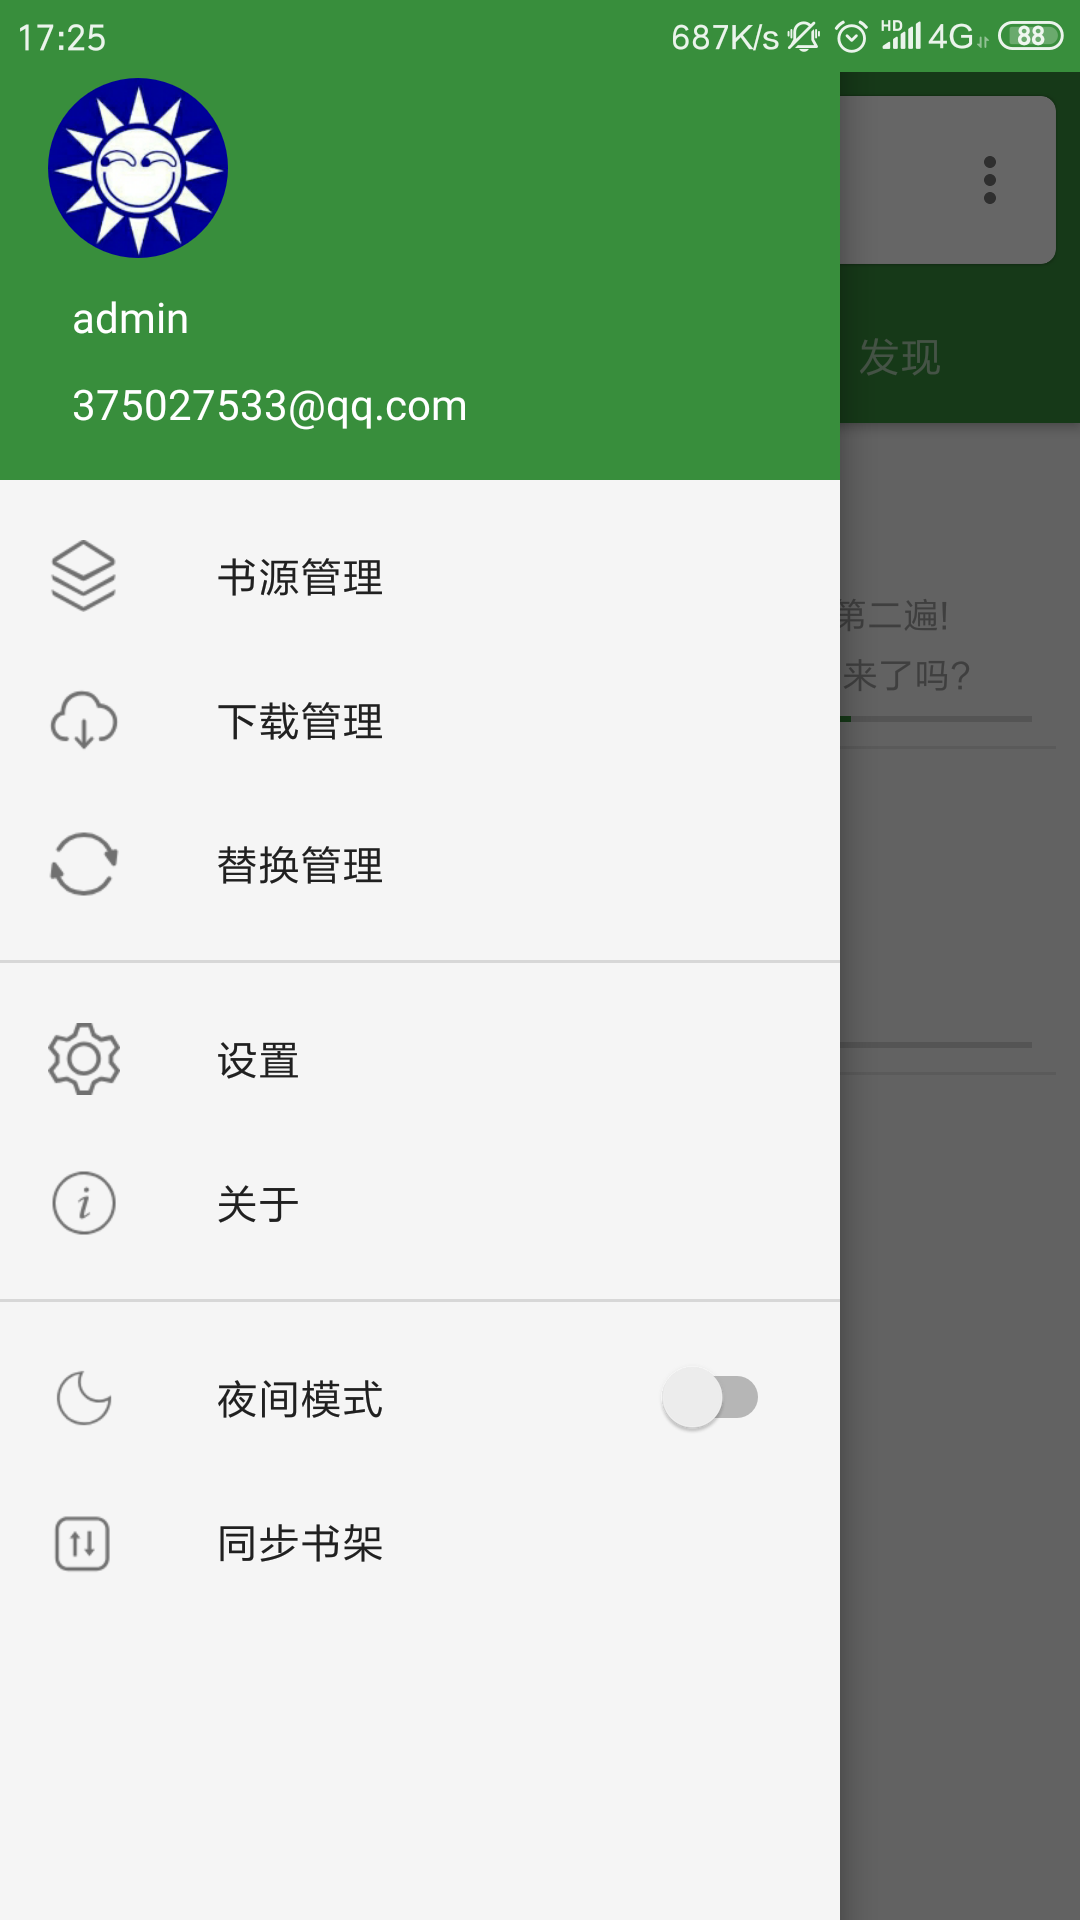 17:25
687K/s
HD
4G
88
admin
375027533@qq.com
发现
书源管理
第二遍!
来了吗?
下载管理
替换管理
设置
关于
夜间模式
同步书架